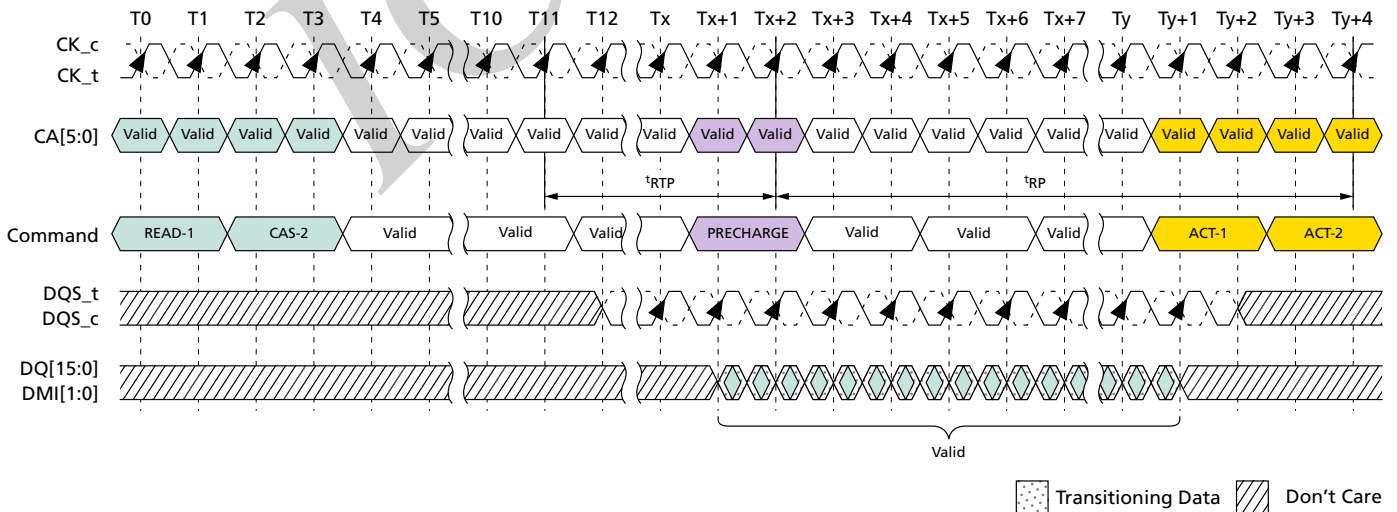 T0 T1 T2 T3 T4 T5 T10 T11 T12 Tx Tx+1 Tx+2 Tx+3 Tx+4 Tx+5 Tx+6 Tx+7 Ty Ty+1 Ty+2 Ty+3 Ty+4
CK_c
CK_t
CA[5:0] Valid Valid Valid Valid Valid Valid Valid Valid Valid Valid Valid Valid Valid Valid Valid Valid Valid Valid Valid Valid Valid Valid
tRTP tRP
Command READ-1 CAS-2 Valid Valid Valid PRECHARGE Valid Valid Valid ACT-1 ACT-2
DQS_t
DQS_c
DQ[15:0]
DMI[1:0]
Valid
Transitioning Data Don't Care